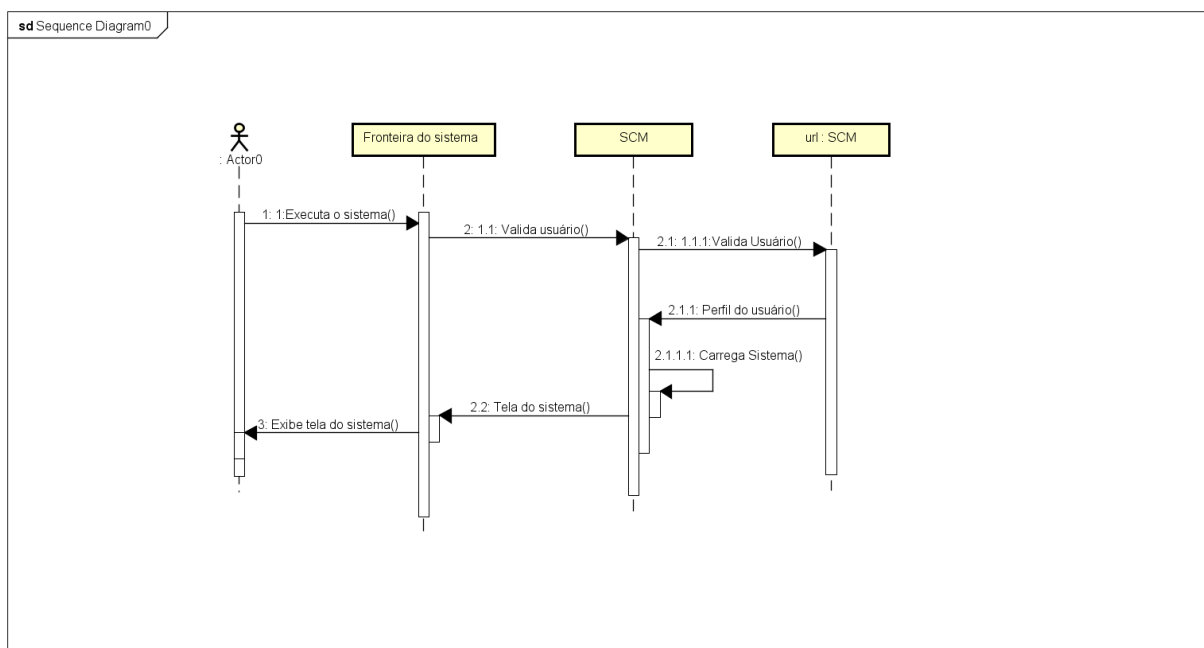 sd Sequence Diagram0
: Actor0
Fronteira do sistema
SCM
url : SCM
1: 1:Executa o sistema()
2: 1.1: Valida usuário()
2.1: 1.1.1:Valida Usuário()
2.1.1: Perfil do usuário()
2.1.1.1: Carrega Sistema()
2.2: Tela do sistema()
3: Exibe tela do sistema()